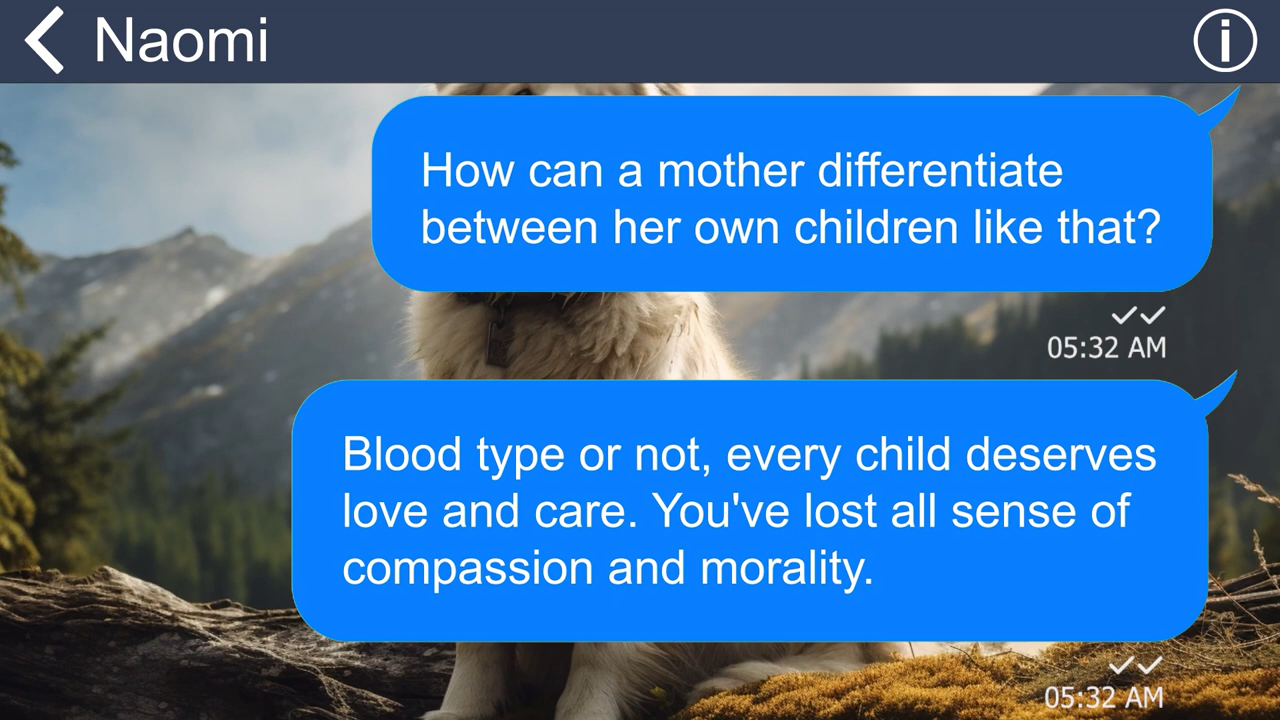 Naomi
How can a mother differentiate
between her own children like that?
05:32 AM
Blood type or not, every child deserves
love and care. You've lost all sense of
compassion and morality.
05:32 AM